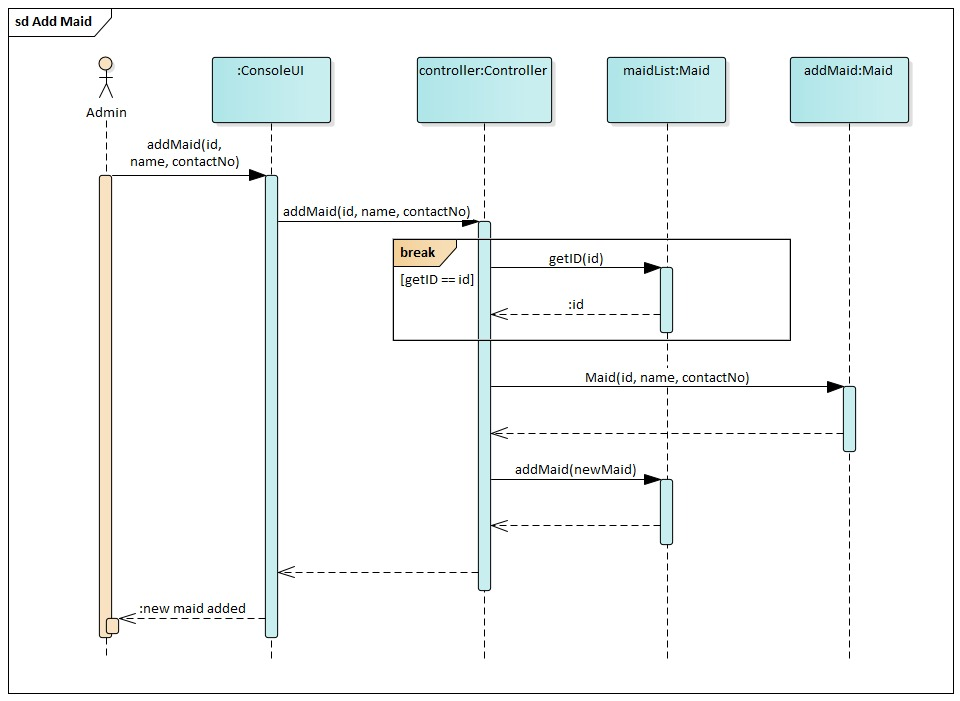 sd Add Maid
Admin
:ConsoleUI
controller:Controller
maidList:Maid
addMaid:Maid
addMaid(id,
name, contactNo)
addMaid(id, name, contactNo)
break
[getID == id]
getID(id)
:id
Maid(id, name, contactNo)
addMaid(newMaid)
:new maid added